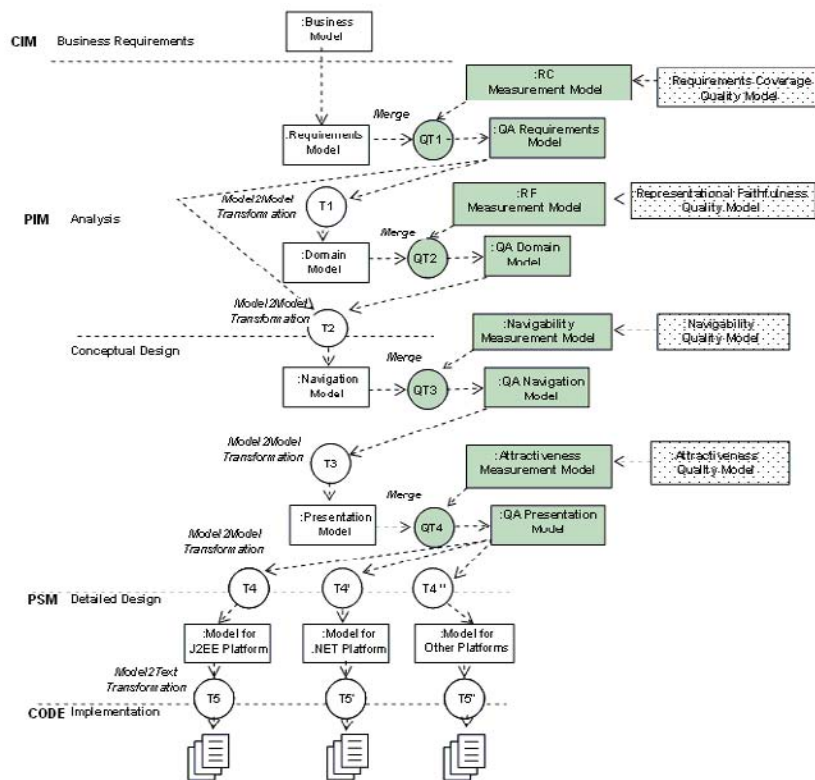 :Business
Model
CIM Business Requirements
:RC
Measurement Model
Requirements Coverage
Quality Model
Merge
:Requirements
Model
QT1
:QA Requirements
Model
Model2Model
Transformation
T1
:RF
Measurement Model
Representational Faithfulness
Quality Model
PIM Analysis
Merge
:Domain
Model
QT2
:QA Domain
Model
Model2Model
Transformation
T2
:Navigability
Measurement Model
Navigability
Quality Model
Conceptual Design
Merge
:Navigation
Model
QT3
:QA Navigation
Model
Model2Model
Transformation
T3
:Attractiveness
Measurement Model
Attractiveness
Quality Model
Merge
:Presentation
Model
QT4
:QA Presentation
Model
Model2Model
Transformation
T4
T4'
T4''
PSM Detailed Design
:Model for
J2EE Platform
:Model for
.NET Platform
:Model for
Other Platforms
Model2Text
Transformation
T5
T5'
T5''
CODE Implementation